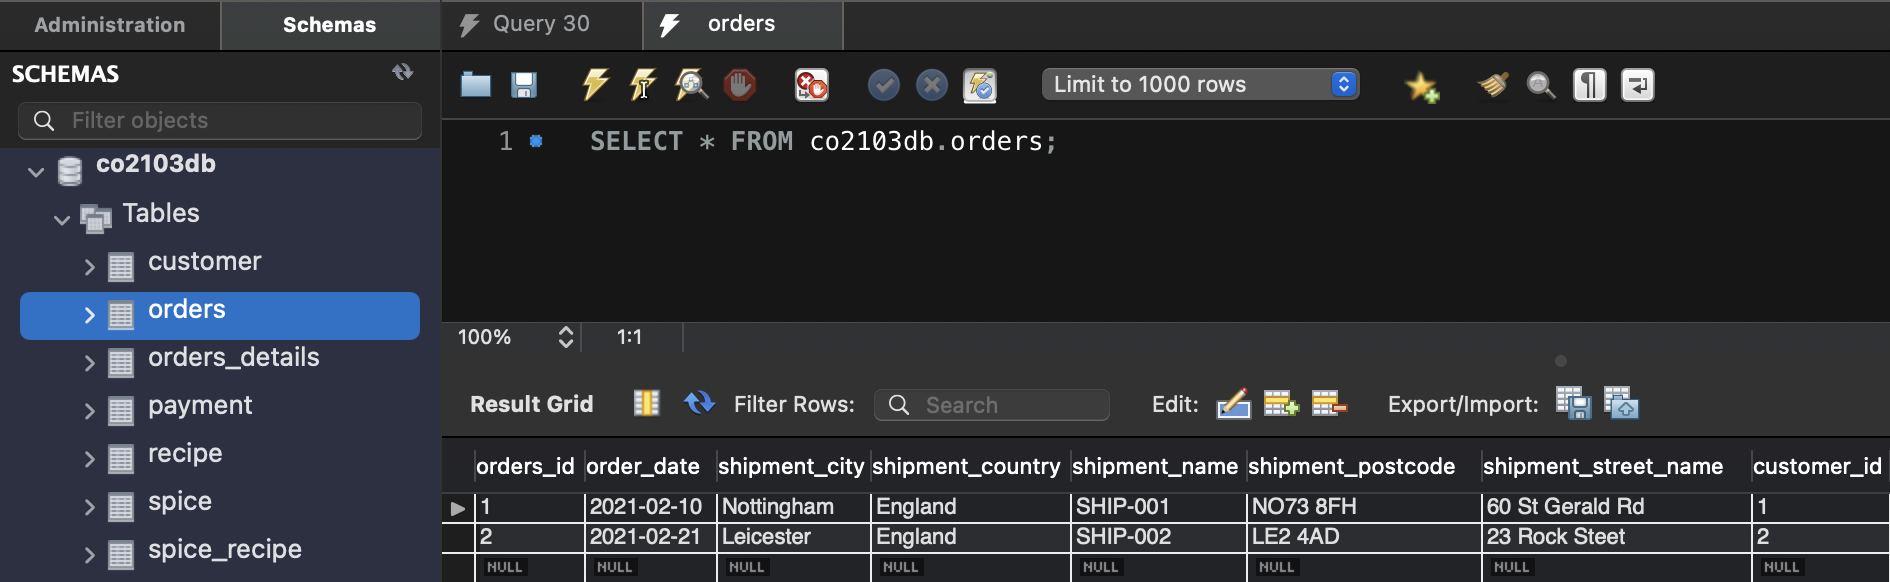 Administration Schemas Query 30 orders
SCHEMAS
Filter objects Limit to 1000 rows
1 SELECT * FROM co2103db.orders;
co2103db
Tables
customer
orders
orders_details
payment
recipe
spice
spice_recipe
100% 1:1
Result Grid Filter Rows: Search Edit: Export/Import:
orders_id order_date shipment_city shipment_country shipment_name shipment_postcode shipment_street_name customer_id
1 2021-02-10 Nottingham England SHIP-001 NO73 8FH 60 St Gerald Rd 1
2 2021-02-21 Leicester England SHIP-002 LE2 4AD 23 Rock Steet 2
NULL NULL NULL NULL NULL NULL NULL NULL